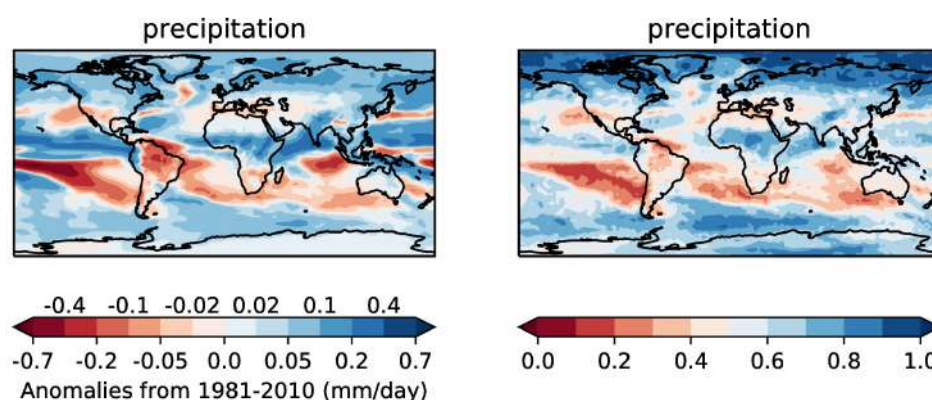 precipitation
precipitation
-0.4 -0.1 -0.02 0.02 0.1 0.4
-0.7 -0.2 -0.05 0.0 0.05 0.2 0.7
Anomalies from 1981-2010 (mm/day)
0.0 0.2 0.4 0.6 0.8 1.0